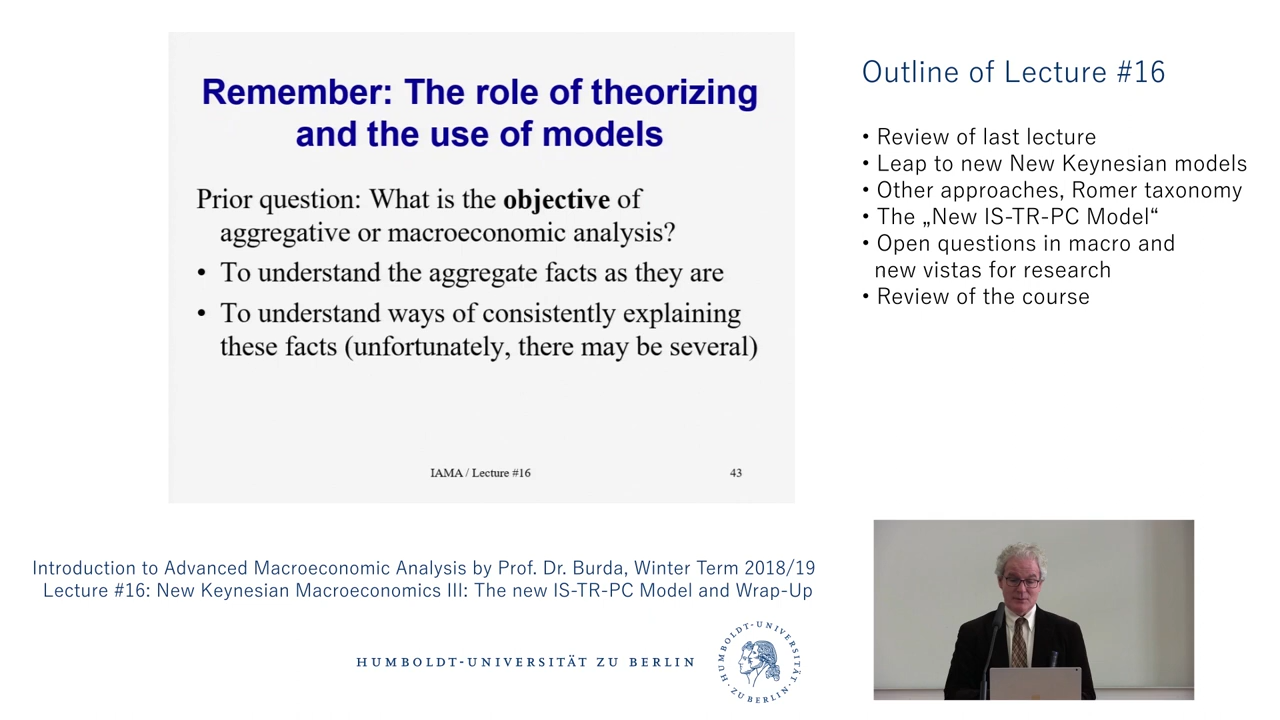 Remember: The role of theorizing
and the use of models
Prior question: What is the objective of
aggregative or macroeconomic analysis?
• To understand the aggregate facts as they are
• To understand ways of consistently explaining
these facts (unfortunately, there may be several)
IAMA / Lecture #16
43
Outline of Lecture #16
• Review of last lecture
• Leap to new New Keynesian models
• Other approaches, Romer taxonomy
• The „New IS-TR-PC Model“
• Open questions in macro and
new vistas for research
• Review of the course
Introduction to Advanced Macroeconomic Analysis by Prof. Dr. Burda, Winter Term 2018/19
Lecture #16: New Keynesian Macroeconomics III: The new IS-TR-PC Model and Wrap-Up
HUMBOLDT-UNIVERSITÄT ZU BERLIN
HUMBOLDT-UNIVERSITÄT · ZU BERLIN ·